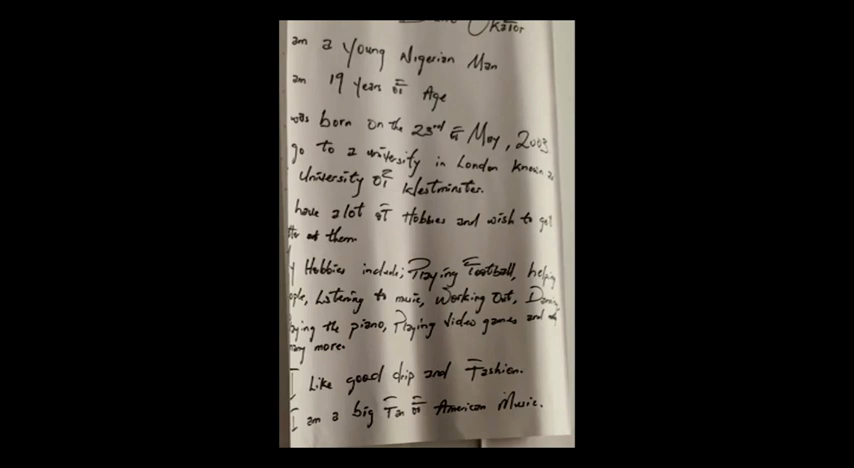 Okafor
am a Young Nigerian Man
am 19 Years of Age
was born on the 23rd of May, 2003
go to a university in London Known as
University of Westminster.
have alot of Hobbies and wish to get
at them
Hobbies include; Playing Football, helping
Listening to music, Working Out,
the piano, Playing Video games and
more.
I Like good drip and Fashion.
I am a big Fan of American Music.